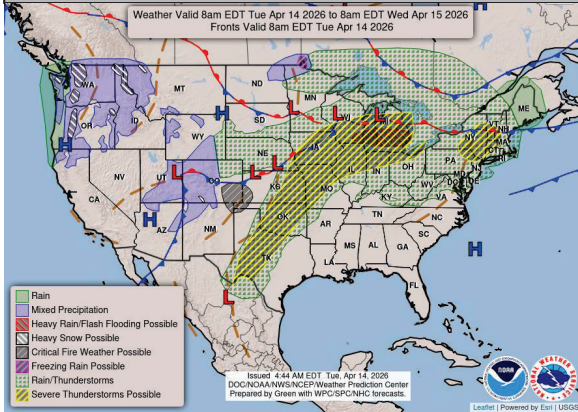 Weather Valid 8am EDT Tue Apr 14 2026 to 8am EDT Wed Apr 15 2026
Fronts Valid 8am EDT Tue Apr 14 2026
WA
MT
ND
MN
ME
OR
ID
SD
WI
MI
VT
NH
NY
MA
CT
RI
WY
IA
NE
PA
NJ
NV
UT
CO
IL
IN
OH
MD
DE
DC
WV
VA
CA
KS
MO
KY
AZ
NM
OK
TN
NC
AR
SC
MS
AL
GA
TX
LA
FL
H
H
H
H
L
L
L
L
L
L
L
Rain
Mixed Precipitation
Heavy Rain/Flash Flooding Possible
Heavy Snow Possible
Critical Fire Weather Possible
Freezing Rain Possible
Rain/Thunderstorms
Severe Thunderstorms Possible
Issued 4:44 AM EDT Tue, Apr 14, 2026
DOC/NOAA/NWS/NCEP/Weather Prediction Center
Prepared by Green with WPC/SPC/NHC forecasts.
NOAA
NATIONAL WEATHER SERVICE
Leaflet | Powered by Esri | USGS